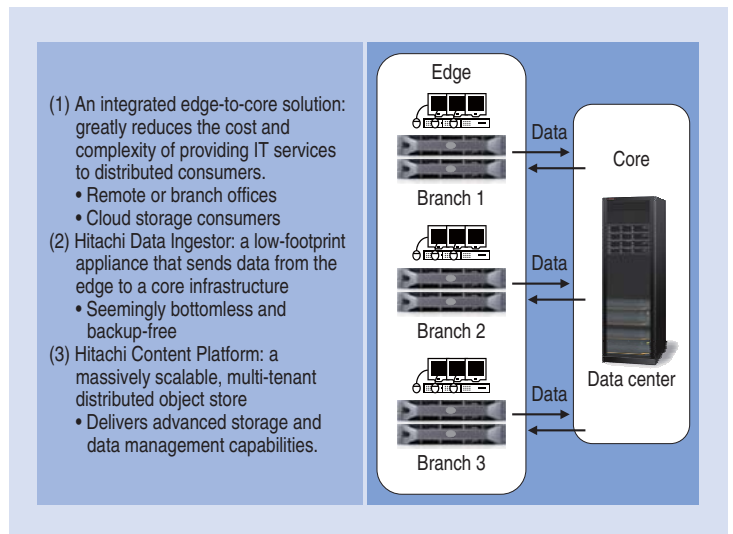 (1) An integrated edge-to-core solution:
greatly reduces the cost and
complexity of providing IT services
to distributed consumers.
• Remote or branch offices
• Cloud storage consumers
(2) Hitachi Data Ingestor: a low-footprint
appliance that sends data from the
edge to a core infrastructure
• Seemingly bottomless and
backup-free
(3) Hitachi Content Platform: a
massively scalable, multi-tenant
distributed object store
• Delivers advanced storage and
data management capabilities.
Edge
Branch 1
Data
Branch 2
Data
Branch 3
Data
Core
Data center